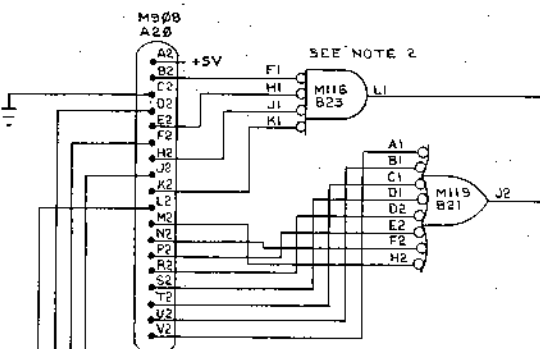 M908
A20
A2
+5V
B2
C2
D2
E2
F2
H2
J2
K2
L2
M2
N2
P2
R2
S2
T2
U2
V2
SEE NOTE 2
F1
H1
J1
K1
M116
B23
L1
A1
B1
C1
D1
D2
E2
F2
H2
M119
B21
J2